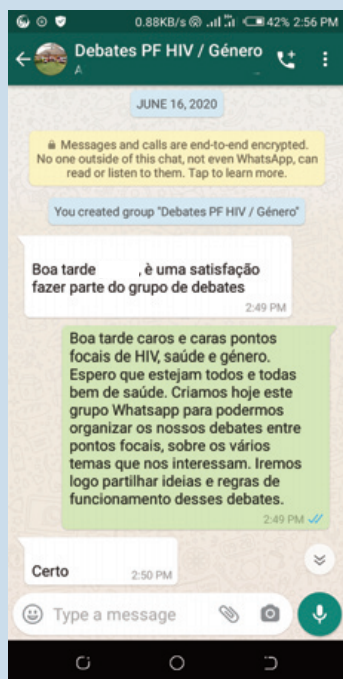 0.88KB/s 42% 2:56 PM
Debates PF HIV / Género
A
JUNE 16, 2020
Messages and calls are end-to-end encrypted.
No one outside of this chat, not even WhatsApp, can
read or listen to them. Tap to learn more.
You created group "Debates PF HIV / Género"
Boa tarde , è uma satisfação
fazer parte do grupo de debates
2:49 PM
Boa tarde caros e caras pontos
focais de HIV, saúde e género.
Espero que estejam todos e todas
bem de saúde. Criamos hoje este
grupo Whatsapp para podermos
organizar os nossos debates entre
pontos focais, sobre os vários
temas que nos interessam. Iremos
logo partilhar ideias e regras de
funcionamento desses debates.
2:49 PM
Certo 2:50 PM
Type a message